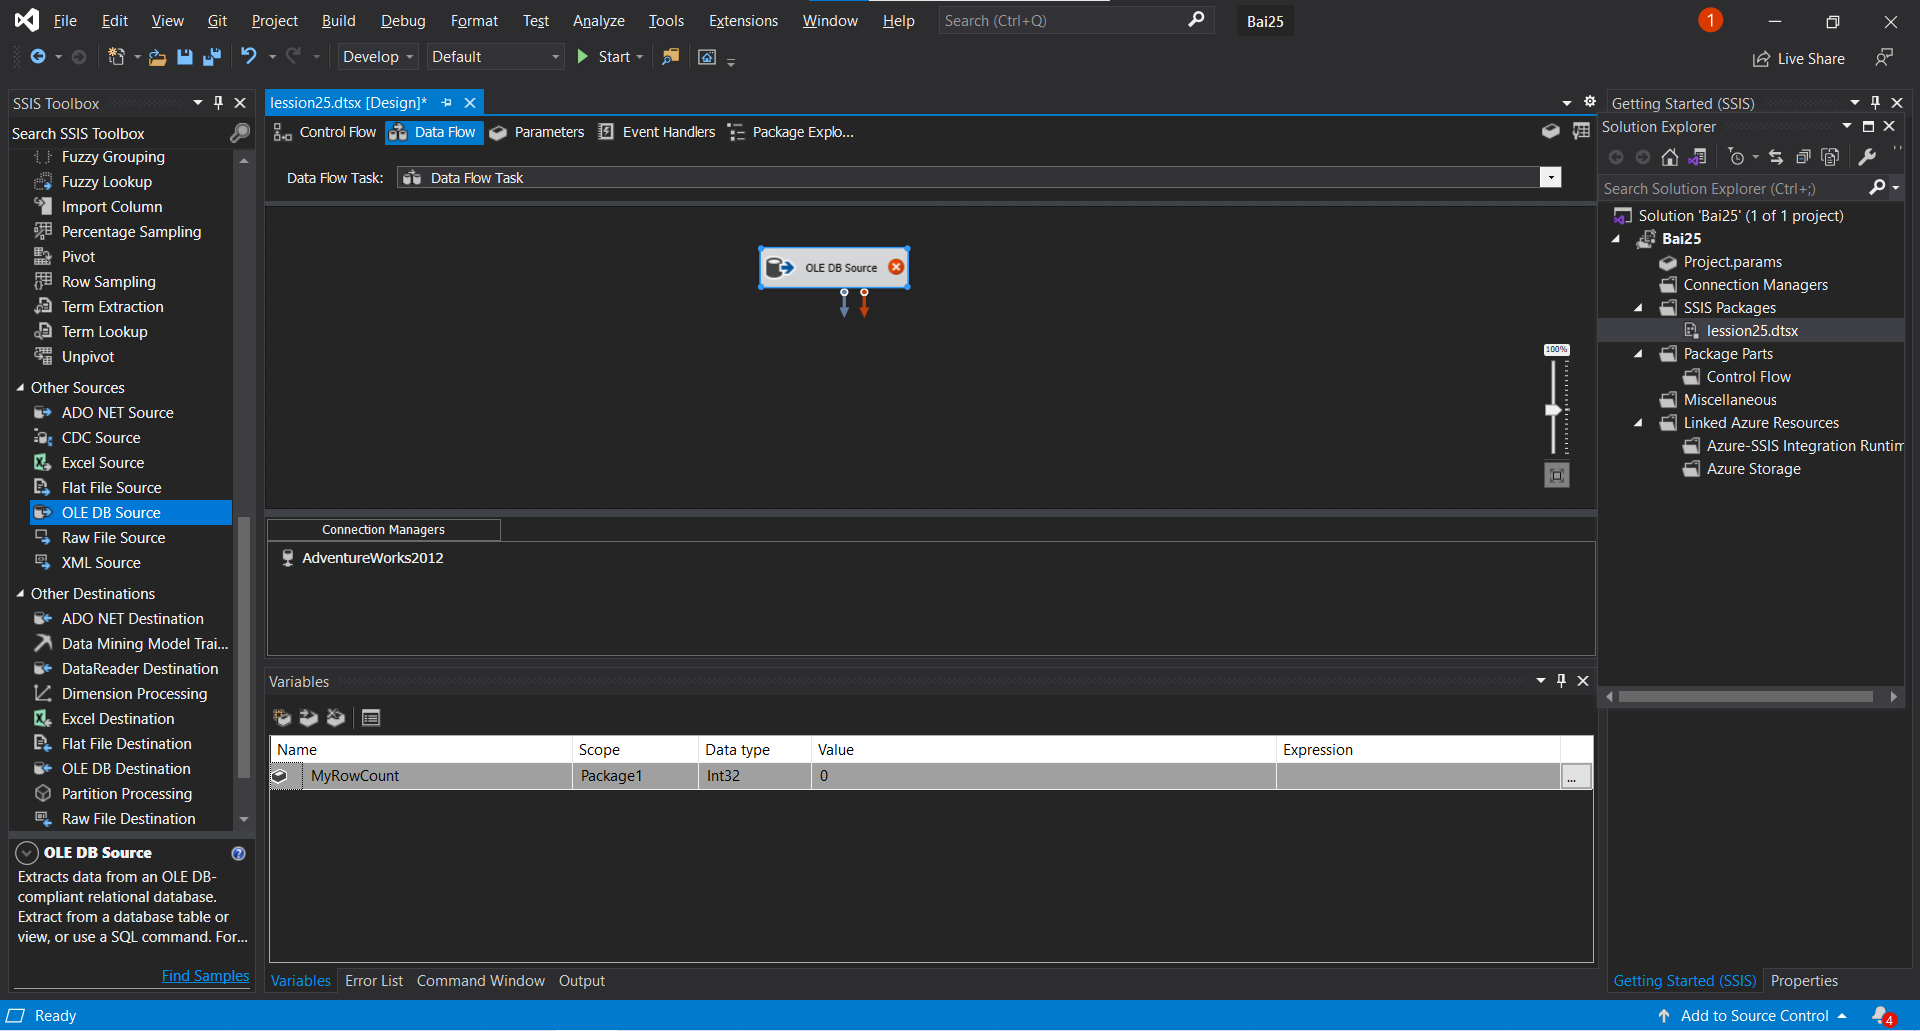 File Edit View Git Project Build Debug Format Test Analyze Tools Extensions Window Help Search (Ctrl+Q) Bai25 1
Develop Default Start Live Share
SSIS Toolbox
Search SSIS Toolbox
Fuzzy Grouping
Fuzzy Lookup
Import Column
Percentage Sampling
Pivot
Row Sampling
Term Extraction
Term Lookup
Unpivot
Other Sources
ADO NET Source
CDC Source
Excel Source
Flat File Source
OLE DB Source
Raw File Source
XML Source
Other Destinations
ADO NET Destination
Data Mining Model Trai...
DataReader Destination
Dimension Processing
Excel Destination
Flat File Destination
OLE DB Destination
Partition Processing
Raw File Destination
OLE DB Source
Extracts data from an OLE DB-
compliant relational database.
Extract from a database table or
view, or use a SQL command. For...
Find Samples
lession25.dtsx [Design]*
Control Flow Data Flow Parameters Event Handlers Package Explo...
Data Flow Task: Data Flow Task
OLE DB Source
100%
Connection Managers
AdventureWorks2012
Variables
Name Scope Data type Value Expression
MyRowCount Package1 Int32 0 ...
Variables Error List Command Window Output
Getting Started (SSIS)
Solution Explorer
Search Solution Explorer (Ctrl+;)
Solution 'Bai25' (1 of 1 project)
Bai25
Project.params
Connection Managers
SSIS Packages
lession25.dtsx
Package Parts
Control Flow
Miscellaneous
Linked Azure Resources
Azure-SSIS Integration Runtim
Azure Storage
Getting Started (SSIS) Properties
Ready Add to Source Control 4